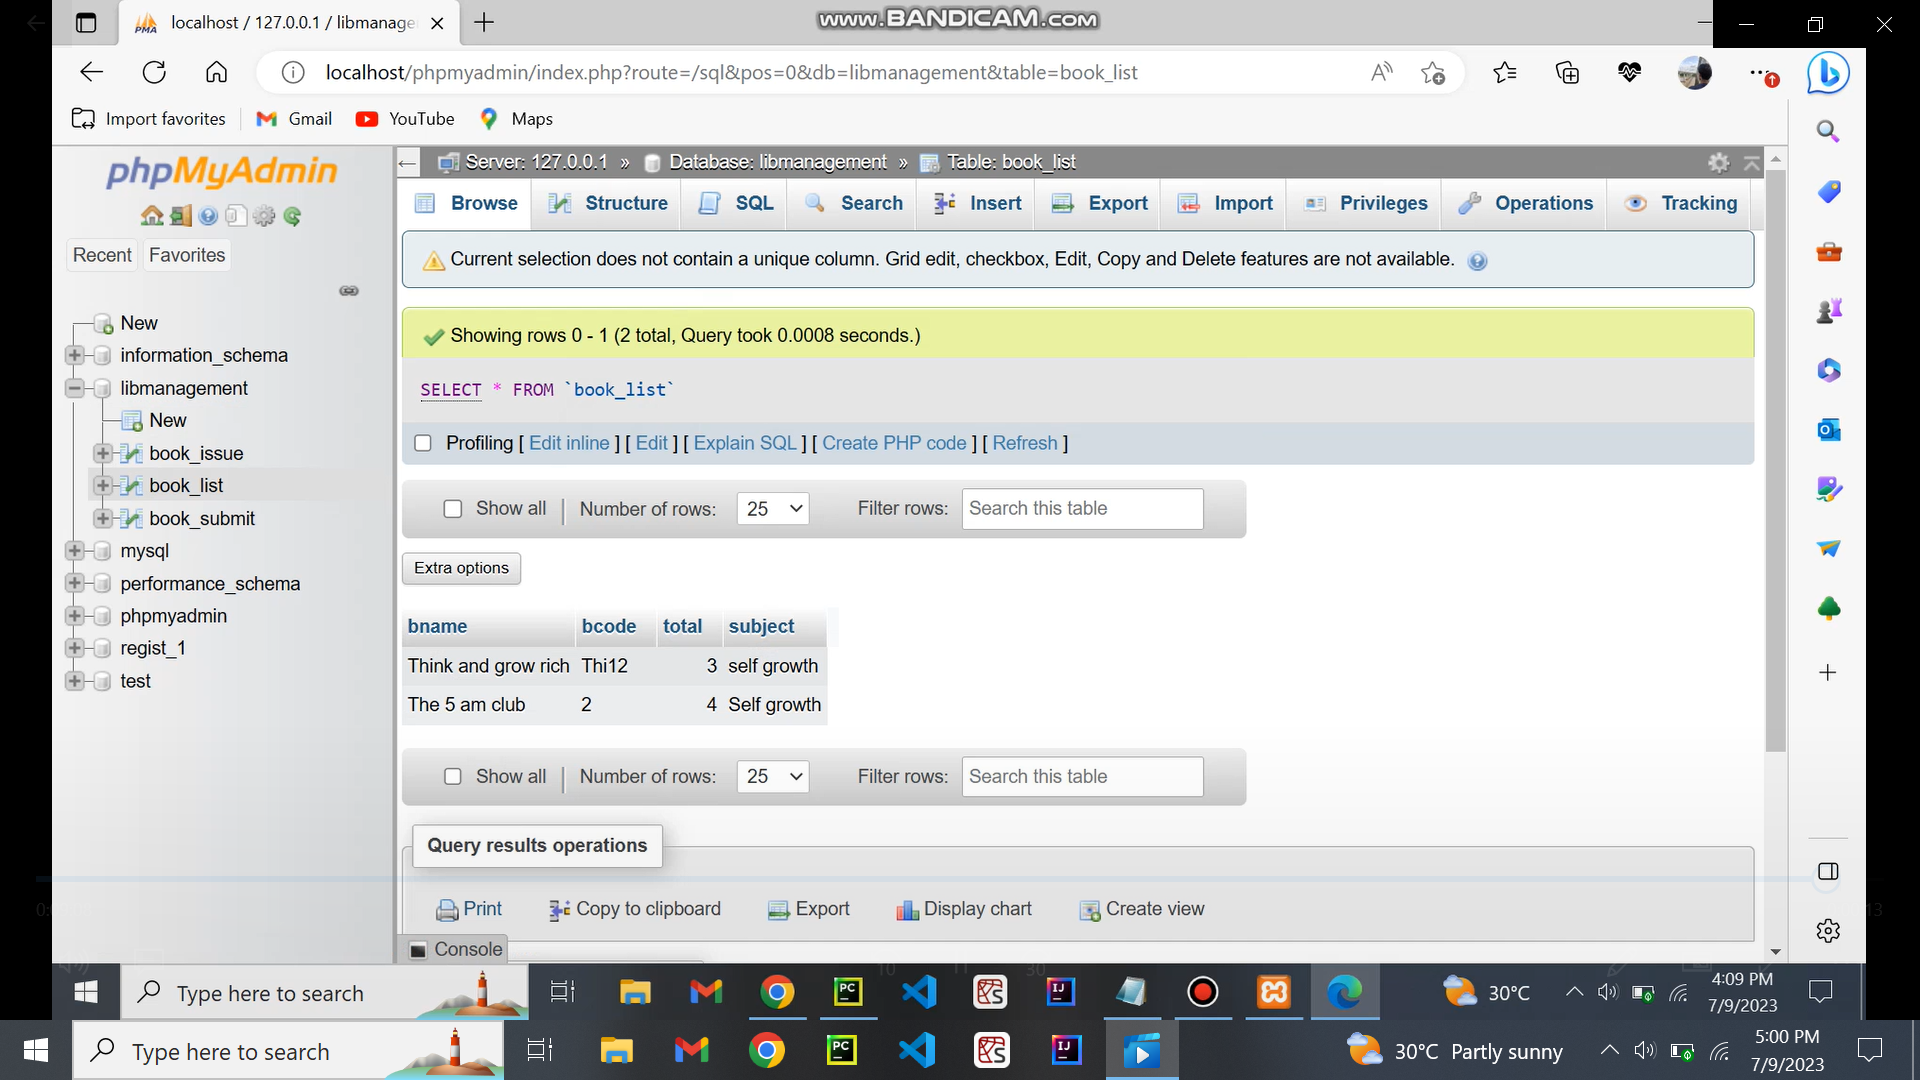 localhost / 127.0.0.1 / libmanage
www.BANDICAM.com
localhost/phpmyadmin/index.php?route=/sql&pos=0&db=libmanagement&table=book_list
Import favorites
Gmail
YouTube
Maps
phpMyAdmin
Recent
Favorites
New
information_schema
libmanagement
New
book_issue
book_list
book_submit
mysql
performance_schema
phpmyadmin
regist_1
test
Server: 127.0.0.1 » Database: libmanagement » Table: book_list
Browse
Structure
SQL
Search
Insert
Export
Import
Privileges
Operations
Tracking
Current selection does not contain a unique column. Grid edit, checkbox, Edit, Copy and Delete features are not available.
Showing rows 0 - 1 (2 total, Query took 0.0008 seconds.)
SELECT * FROM `book_list`
Profiling [ Edit inline ] [ Edit ] [ Explain SQL ] [ Create PHP code ] [ Refresh ]
Show all | Number of rows: 25 Filter rows: Search this table
Extra options
bname bcode total subject
Think and grow rich Thi12 3 self growth
The 5 am club 2 4 Self growth
Show all | Number of rows: 25 Filter rows: Search this table
Query results operations
Print
Copy to clipboard
Export
Display chart
Create view
Console
10
30
13
Type here to search
30°C
4:09 PM
7/9/2023
Type here to search
30°C Partly sunny
5:00 PM
7/9/2023